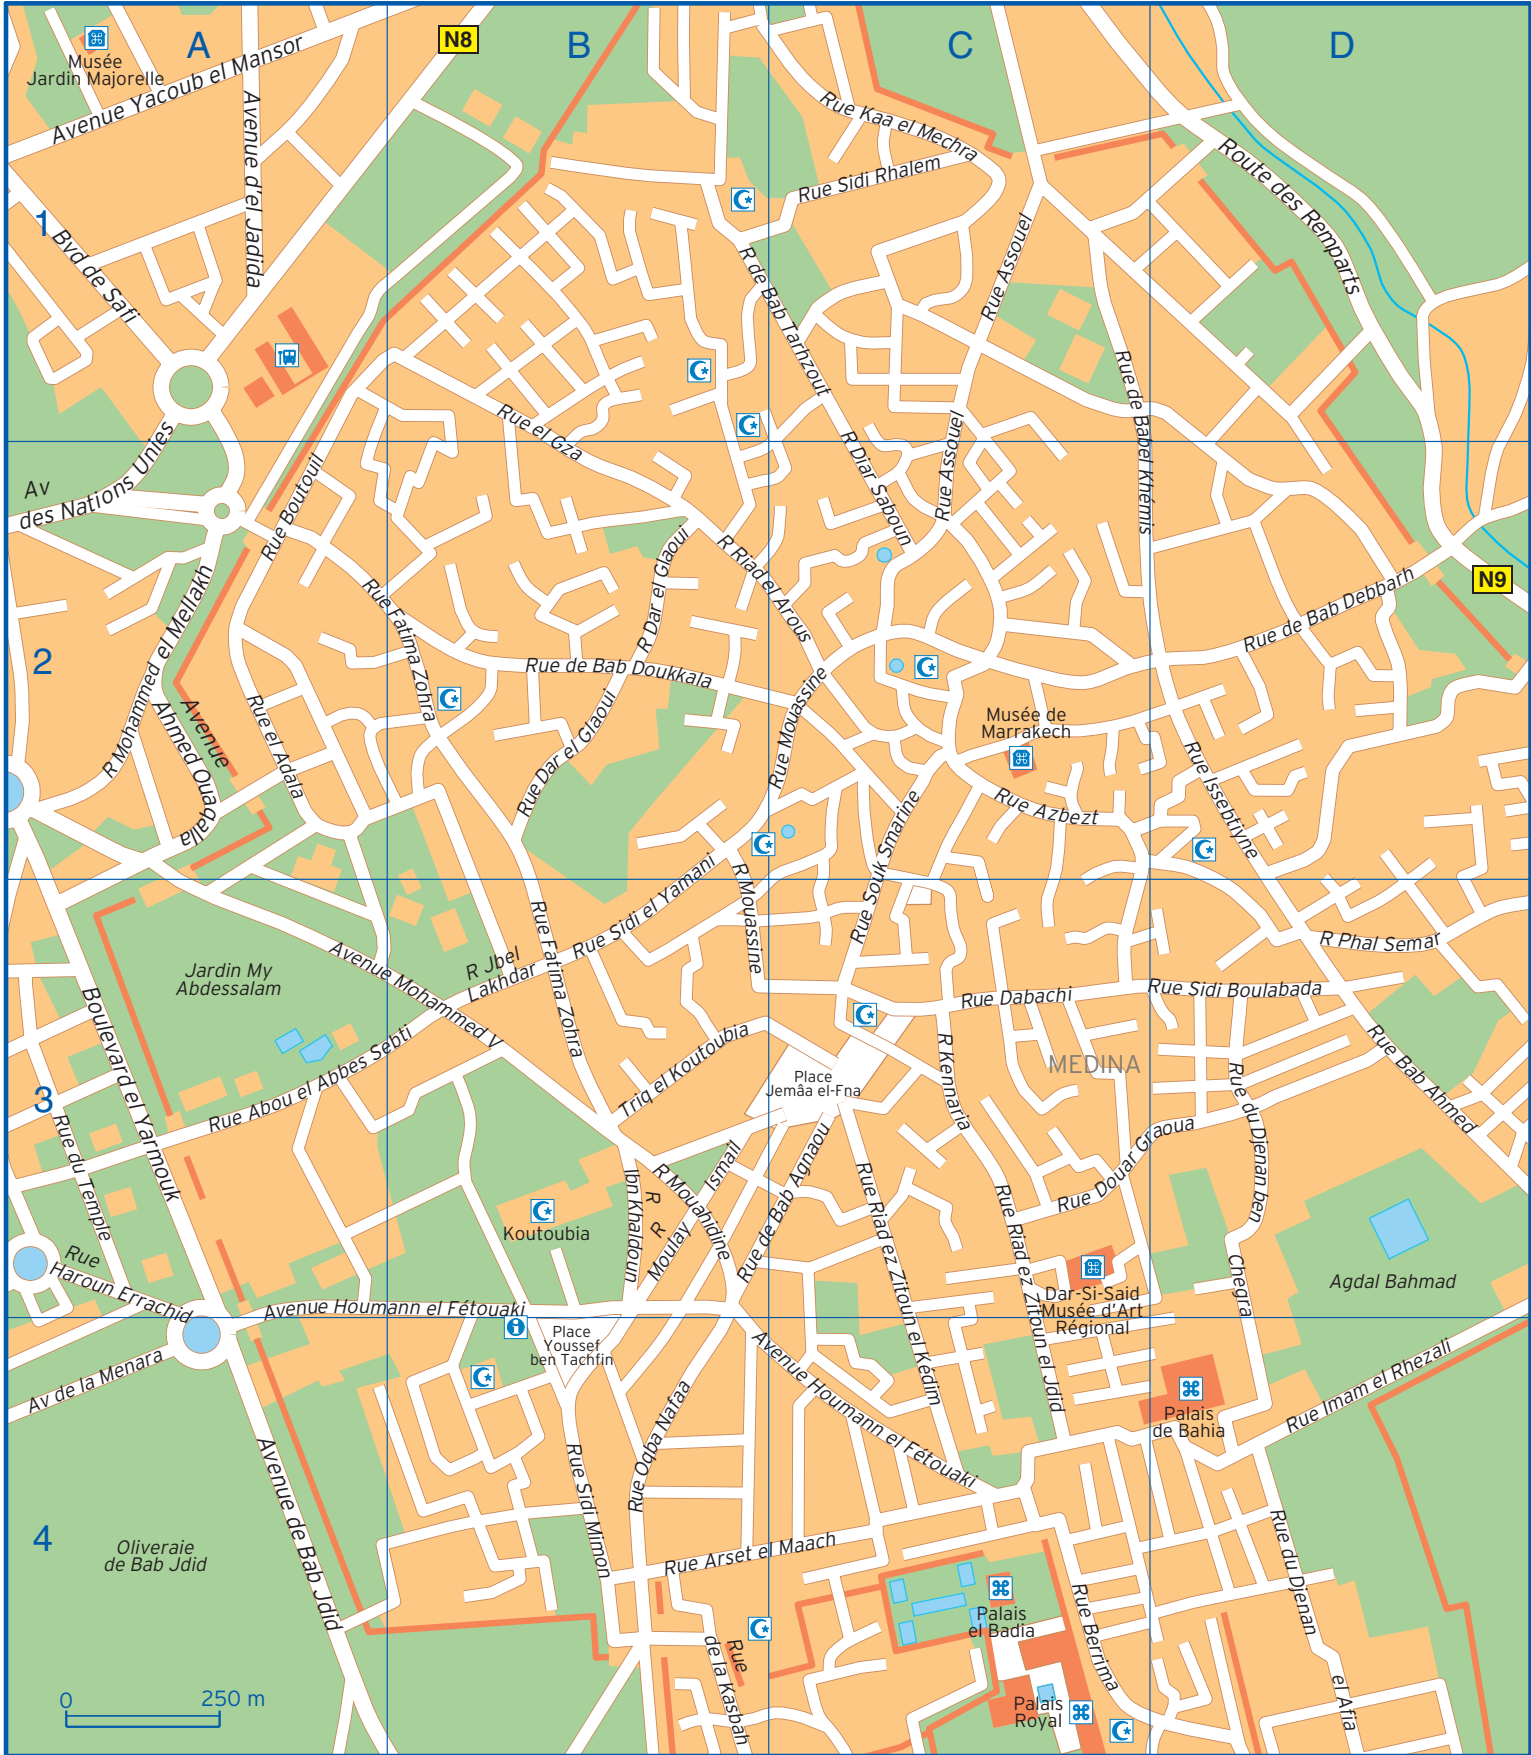 A
B
C
D
N8
Musée
Jardin Majorelle
Avenue Yacoub el Mansor
Avenue d'el Jadida
Rue Kaa el Mechra
Rue Sidi Rhalem
Route des Remparts
1
Bvd de Safi
R de Bab Tarhzout
Rue Assouel
Rue de Babel Khémis
Rue el Gza
R Diar Saboun
Rue Assouel
Av
des Nations Unies
Rue Boutouil
R Riad el Arous
R Dar el Glaoui
N9
Rue de Bab Debbarh
Rue Fatima Zohra
R Mohammed el Mellakh
2
Rue de Bab Doukkala
Rue Mouassine
Avenue
Ahmed Ouaqalla
Rue el Adala
Rue Dar el Glaoui
Musée de
Marrakech
Rue Issetiyne
Rue Azbezt
Rue Souk Smarine
Rue Sidi el Yamani
R Mouassine
Rue Fatima Zohra
Avenue Mohammed V
R Jbel
Lakhdar
R Phal Semar
Jardin My
Abdessalam
Rue Sidi Boulabada
Rue Dabachi
Boulevard el Yarmouk
Rue Abou el Abbes Sebti
Triq el Koutoubia
R Kennaria
MEDINA
Rue Bab Ahmed
Place
Jemâa el-Fna
3
Rue du Temple
Rue du Djenan ben
Chegra
Rue Douar Graoua
R Mouahidine
Ibn Khaldoun
R
R
Moulay
Ismail
Rue de Bab Agnaou
Rue Riad ez Zitoun el Kédim
Rue Riad ez Zitoun el Jdid
Koutoubia
Rue
Haroun Errachid
Dar-Si-Said
Musée d'Art
Régional
Agdal Bahmad
Avenue Houmann el Fétouaki
Place
Youssef
ben Tachfin
Av de la Menara
Avenue Houmann el Fétouaki
Rue Imam el Rhezali
Palais
de Bahia
Rue Oqba Nafaa
Rue Sidi Mimon
Avenue de Bab Jdid
4
Oliveraie
de Bab Jdid
Rue Arset el Maach
Rue du Djenan
el Afia
Palais
el Badia
Rue Berrima
Rue
de la Kasbah
Palais
Royal
0
250 m